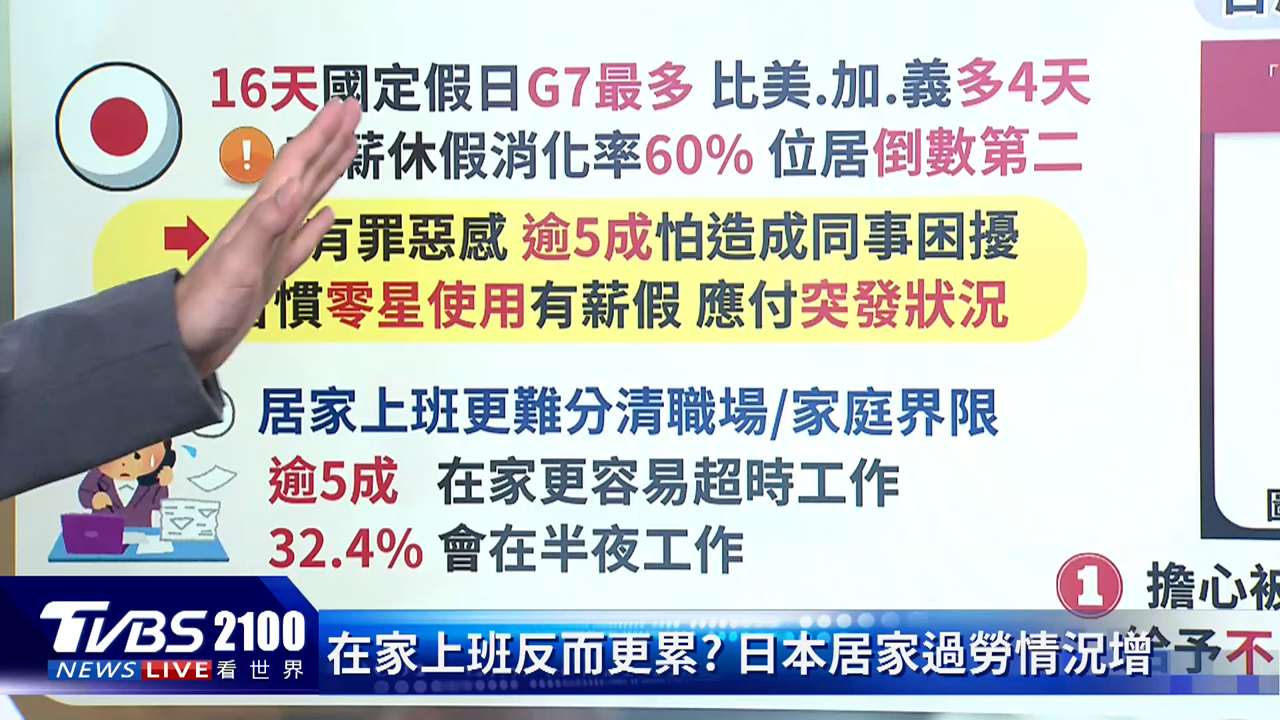 16天國定假日G7最多 比美.加.義多4天
! 薪休假消化率60% 位居倒數第二
有罪惡感 逾5成怕造成同事困擾
慣零星使用有薪假 應付突發狀況
居家上班更難分清職場/家庭界限
逾5成 在家更容易超時工作
32.4% 會在半夜工作
1 擔心被
給予不
TVBS 2100
NEWS LIVE 看世界
在家上班反而更累? 日本居家過勞情況增